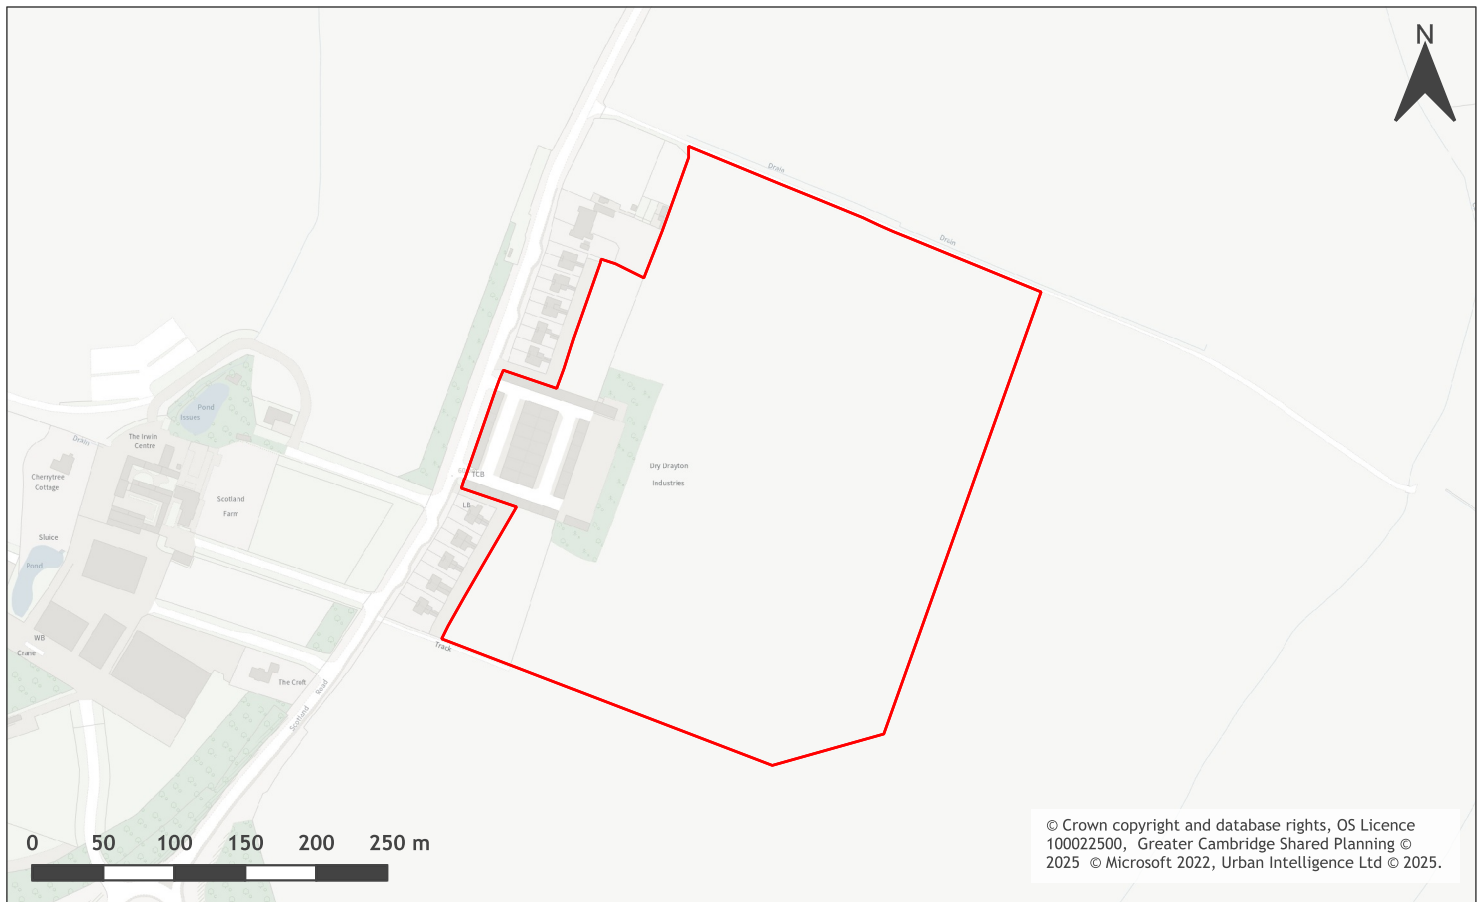 N
Drain
Drain
Pond
Issues
The Irwin
Centre
Drain
Cherrytree
Cottage
Scotland
Farm
TCB
LB
Dry Drayton
Industries
Sluice
Pond
WB
Crane
Track
The Croft
Scotland Road
0 50 100 150 200 250 m
© Crown copyright and database rights, OS Licence
100022500, Greater Cambridge Shared Planning ©
2025 © Microsoft 2022, Urban Intelligence Ltd © 2025.